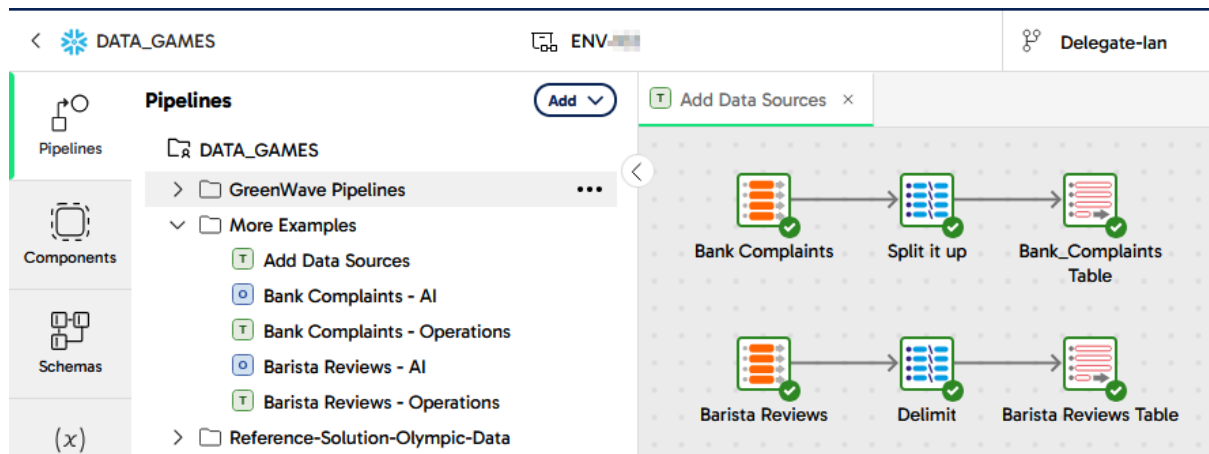 DATA_GAMES
ENV-
Delegate-Ian
Pipelines
Components
Schemas
(x)
Pipelines
Add
DATA_GAMES
GreenWave Pipelines
More Examples
T Add Data Sources
O Bank Complaints - AI
T Bank Complaints - Operations
O Barista Reviews - AI
T Barista Reviews - Operations
Reference-Solution-Olympic-Data
T Add Data Sources
Bank Complaints
Split it up
Bank_Complaints
Table
Barista Reviews
Delimit
Barista Reviews Table